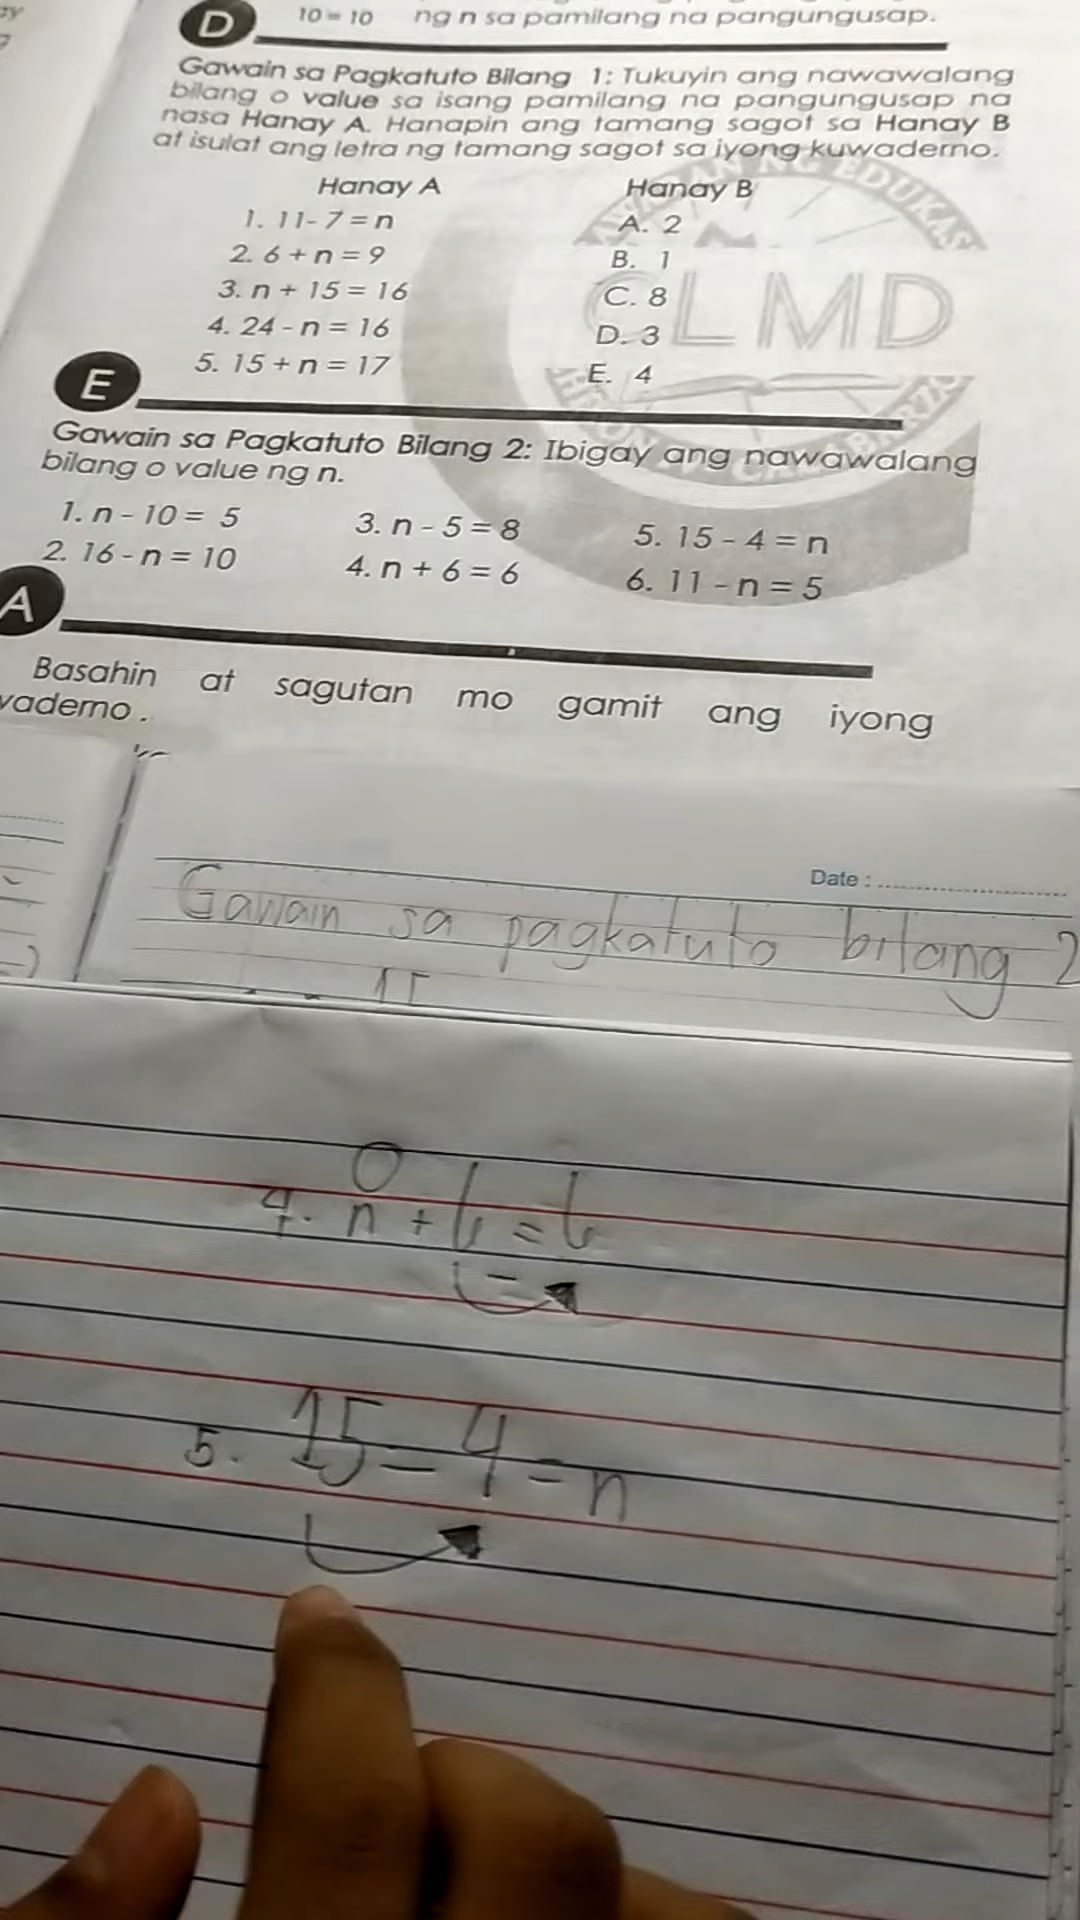 D
10 = 10 ng n sa pamilang na pangungusap.
Gawain sa Pagkatuto Bilang 1: Tukuyin ang nawawalang
bilang o value sa isang pamilang na pangungusap na
nasa Hanay A. Hanapin ang tamang sagot sa Hanay B
at isulat ang letra ng tamang sagot sa iyong kuwaderno.
Hanay A
1. 11- 7 = n
2. 6 + n = 9
3. n + 15 = 16
4. 24 - n = 16
5. 15 + n = 17
Hanay B
A. 2
B. 1
C. 8
D. 3
E. 4
CLMD
E
Gawain sa Pagkatuto Bilang 2: Ibigay ang nawawalang
bilang o value ng n.
1. n - 10 = 5
2. 16 - n = 10
3. n - 5 = 8
4. n + 6 = 6
5. 15 - 4 = n
6. 11 - n = 5
A
Basahin at sagutan mo gamit ang iyong
Date :
Gawain sa pagkatuto bilang 2
15
0
4. n + 6 = 6
-
5. 15 - 4 = n